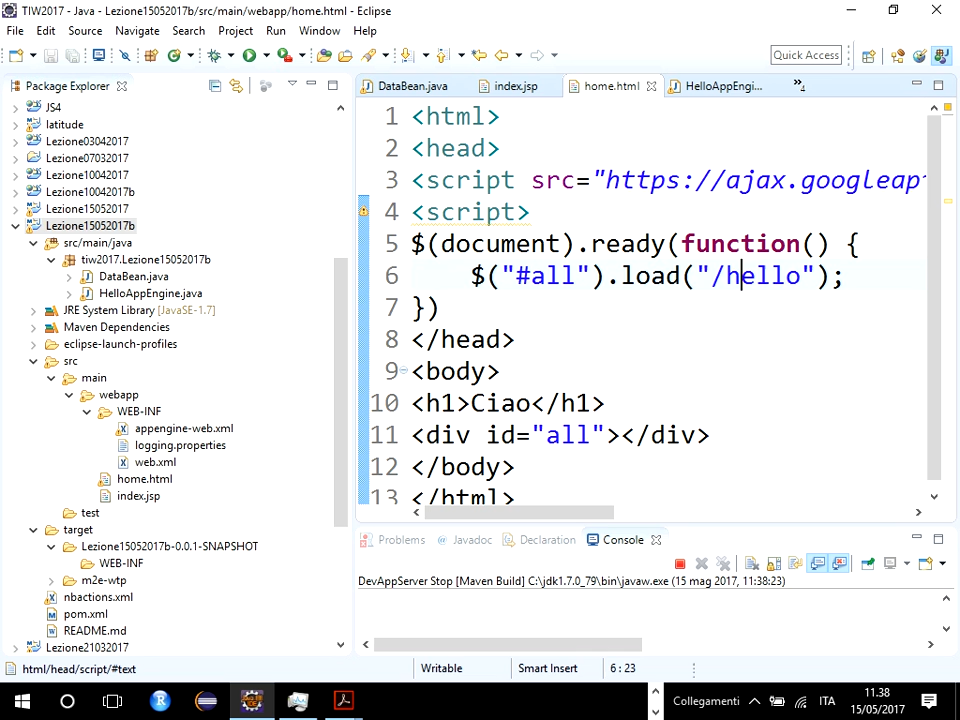 TIW2017 - Java - Lezione15052017b/src/main/webapp/home.html - Eclipse
File Edit Source Navigate Search Project Run Window Help
Quick Access
Package Explorer
DataBean.java index.jsp home.html HelloAppEngi... »4
JS4
latitude
Lezione03042017
Lezione07032017
Lezione10042017
Lezione10042017b
Lezione15052017
Lezione15052017b
src/main/java
tiw2017.Lezione15052017b
DataBean.java
HelloAppEngine.java
JRE System Library [JavaSE-1.7]
Maven Dependencies
eclipse-launch-profiles
src
main
webapp
WEB-INF
appengine-web.xml
logging.properties
web.xml
home.html
index.jsp
test
target
Lezione15052017b-0.0.1-SNAPSHOT
WEB-INF
m2e-wtp
nbactions.xml
pom.xml
README.md
Lezione21032017
1 <html>
2 <head>
3 <script src="https://ajax.googleap
4 <script>
5 $(document).ready(function() {
6 $("#all").load("/hello");
7 })
8 </head>
9 <body>
10 <h1>Ciao</h1>
11 <div id="all"></div>
12 </body>
13 </html>
Problems Javadoc Declaration Console
DevAppServer Stop [Maven Build] C:\jdk1.7.0_79\bin\javaw.exe (15 mag 2017, 11:38:23)
html/head/script/#text Writable Smart Insert 6 : 23
Collegamenti ITA 11.38
15/05/2017